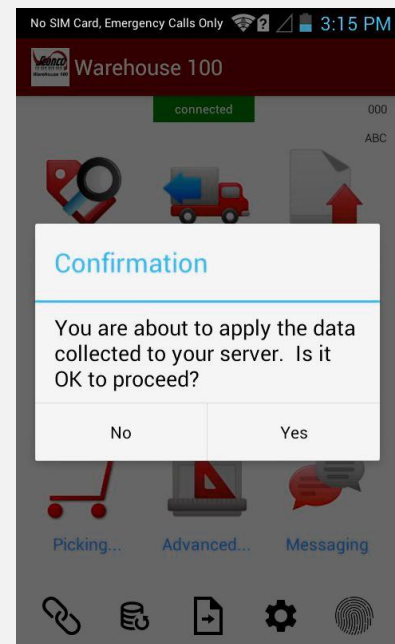 No SIM Card, Emergency Calls Only
3:15 PM
Warehouse 100
connected
000
ABC
Confirmation
You are about to apply the data
collected to your server. Is it
OK to proceed?
No
Yes
Picking...
Advanced...
Messaging